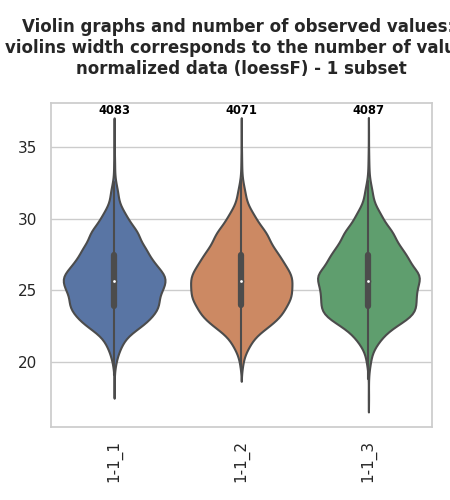 Violin graphs and number of observed values:
violins width corresponds to the number of valu
normalized data (loessF) - 1 subset
4083 4071 4087
35
30
25
20
1-1_1 1-1_2 1-1_3